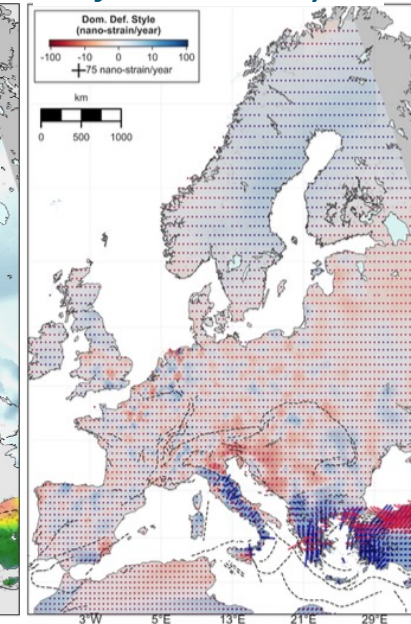 Dom. Def. Style
(nano-strain/year)
-100 -10 0 10 100
75 nano-strain/year
km
0 500 1000
3°W 5°E 13°E 21°E 29°E